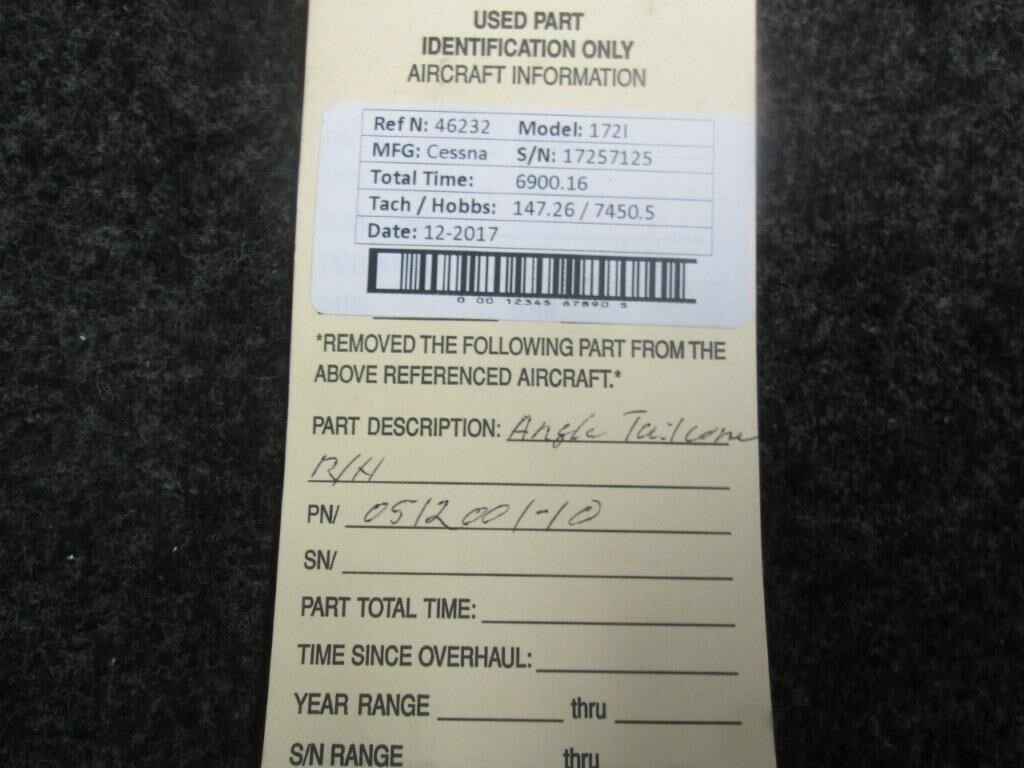 USED PART
IDENTIFICATION ONLY
AIRCRAFT INFORMATION
Ref N: 46232 Model: 172I
MFG: Cessna S/N: 17257125
Total Time: 6900.16
Tach / Hobbs: 147.26 / 7450.5
Date: 12-2017
0 00 12345 67890 5
*REMOVED THE FOLLOWING PART FROM THE
ABOVE REFERENCED AIRCRAFT.*
PART DESCRIPTION: Angle Tailcone
R/H
PN/ 0512001-10
SN/
PART TOTAL TIME:
TIME SINCE OVERHAUL:
YEAR RANGE thru
S/N RANGE thru